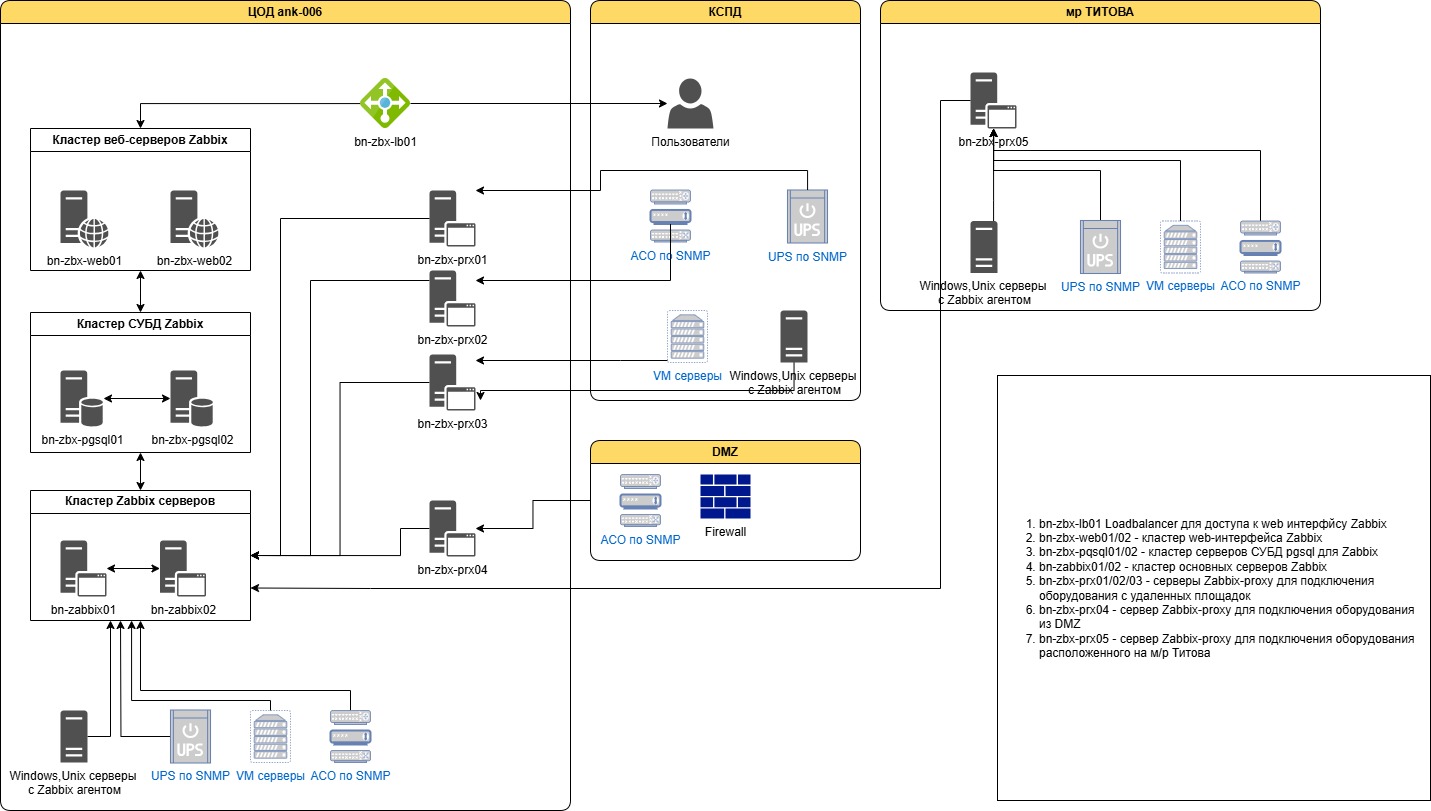 ЦОД ank-006
КСПД
мр ТИТОВА
bn-zbx-lb01
Пользователи
bn-zbx-prx05
Кластер веб-серверов Zabbix
bn-zbx-web01
bn-zbx-web02
bn-zbx-prx01
АСО по SNMP
UPS по SNMP
Windows,Unix серверы
с Zabbix агентом
UPS по SNMP
VM серверы
АСО по SNMP
Кластер СУБД Zabbix
bn-zbx-pgsql01
bn-zbx-pgsql02
bn-zbx-prx02
VM серверы
Windows,Unix серверы
с Zabbix агентом
bn-zbx-prx03
DMZ
АСО по SNMP
Firewall
Кластер Zabbix серверов
bn-zabbix01
bn-zabbix02
bn-zbx-prx04
Windows,Unix серверы
с Zabbix агентом
UPS по SNMP
VM серверы
АСО по SNMP
1. bn-zbx-lb01 Loadbalancer для доступа к web интерфйсу Zabbix
2. bn-zbx-web01/02 - кластер web-интерфейса Zabbix
3. bn-zbx-pqsql01/02 - кластер серверов СУБД pgsql для Zabbix
4. bn-zabbix01/02 - кластер основных серверов Zabbix
5. bn-zbx-prx01/02/03 - серверы Zabbix-proxy для подключения
оборудования с удаленных площадок
6. bn-zbx-prx04 - сервер Zabbix-proxy для подключения оборудования
из DMZ
7. bn-zbx-prx05 - сервер Zabbix-proxy для подключения оборудования
расположенного на м/р Титова